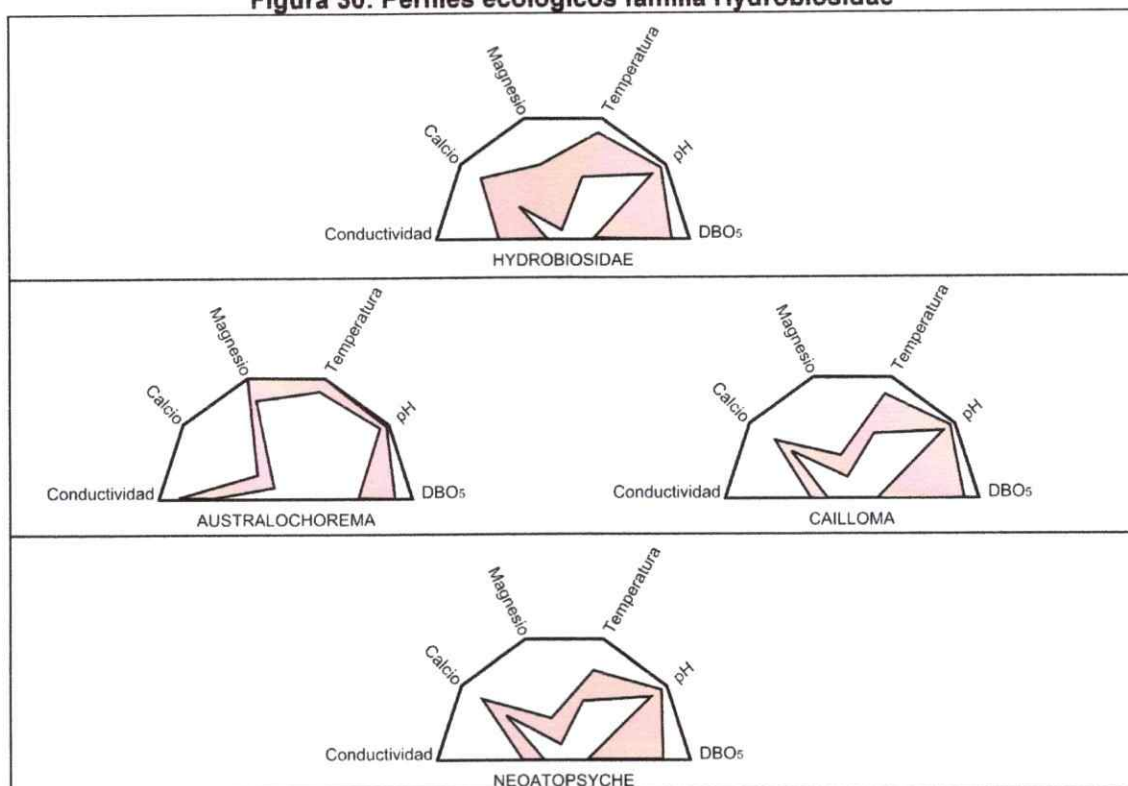 Figura 30: Perfiles ecológicos familia Hydrobiosidae
Magnesio
Temperatura
Calcio
pH
Conductividad
DBO5
HYDROBIOSIDAE
Magnesio
Temperatura
Calcio
pH
Conductividad
DBO5
AUSTRALOCHOREMA
Magnesio
Temperatura
Calcio
pH
Conductividad
DBO5
CAILLOMA
Magnesio
Temperatura
Calcio
pH
Conductividad
DBO5
NEOATOPSYCHE